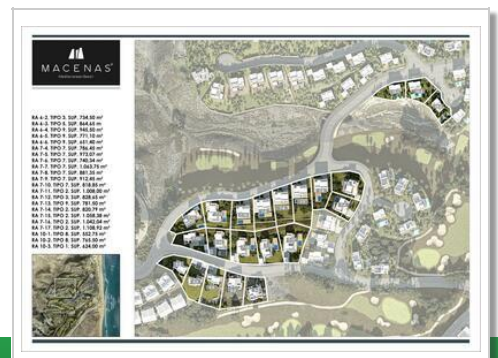 MACENAS
Mediterranean Resort
RA 6-2. TIPO 3. SUP. 734,50 m²
RA 6-3. TIPO 5. SUP. 864,65 m²
RA 6-4. TIPO 9. SUP. 945,50 m²
RA 6-5. TIPO 9. SUP. 771,10 m²
RA 6-6. TIPO 9. SUP. 651,40 m²
RA 7-4. TIPO 7. SUP. 786,40 m²
RA 7-5. TIPO 7. SUP. 973,07 m²
RA 7-6. TIPO 7. SUP. 740,34 m²
RA 7-7. TIPO 7. SUP. 1.063,75 m²
RA 7-8. TIPO 7. SUP. 881,35 m²
RA 7-9. TIPO 7. SUP. 912,45 m²
RA 7-10. TIPO 7. SUP. 818,85 m²
RA 7-11. TIPO 2. SUP. 1.008,00 m²
RA 7-12. TIPO 3. SUP. 828,65 m²
RA 7-13. TIPO 9. SUP. 781,50 m²
RA 7-14. TIPO 2. SUP. 820,79 m²
RA 7-15. TIPO 2. SUP. 1.058,38 m²
RA 7-16. TIPO 2. SUP. 1.042,04 m²
RA 7-17. TIPO 2. SUP. 1.108,93 m²
RA 10-1. TIPO 8. SUP. 652,75 m²
RA 10-2. TIPO 8. SUP. 765,50 m²
RA 10-3. TIPO 1. SUP. 624,00 m²